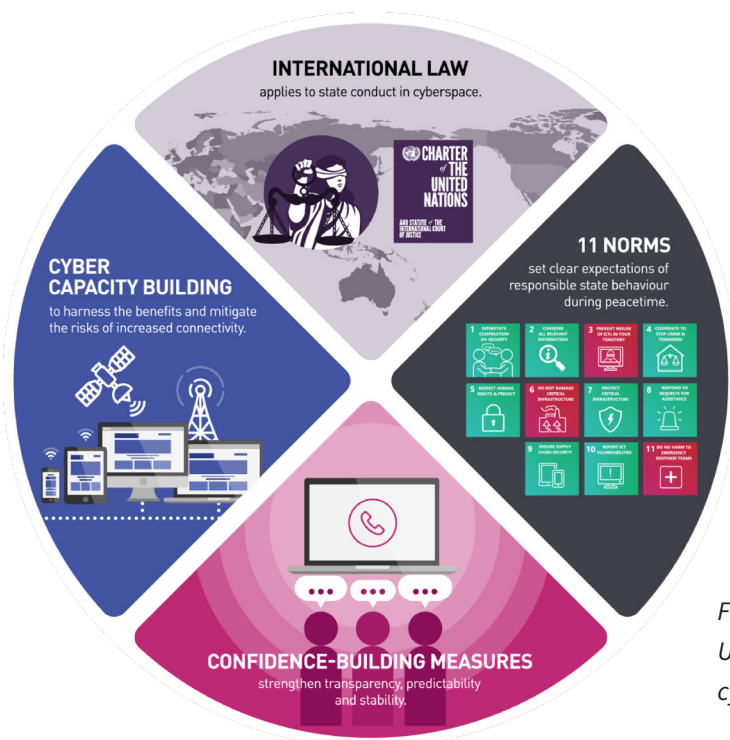 INTERNATIONAL LAW
applies to state conduct in cyberspace.
CHARTER
of
THE
UNITED
NATIONS
AND STATUTE of THE
INTERNATIONAL COURT
OF JUSTICE
CYBER
CAPACITY BUILDING
to harness the benefits and mitigate
the risks of increased connectivity.
11 NORMS
set clear expectations of
responsible state behaviour
during peacetime.
1 INTERSTATE
COOPERATION
ON SECURITY
2 CONSIDER
ALL RELEVANT
INFORMATION
3 PREVENT MISUSE
OF ICTs IN YOUR
TERRITORY
4 COOPERATE TO
STOP CRIME &
TERRORISM
5 RESPECT HUMAN
RIGHTS & PRIVACY
6 DO NOT DAMAGE
CRITICAL
INFRASTRUCTURE
7 PROTECT
CRITICAL
INFRASTRUCTURE
8 RESPOND TO
REQUESTS FOR
ASSISTANCE
9 ENSURE SUPPLY
CHAIN SECURITY
10 REPORT ICT
VULNERABILITIES
11 DO NO HARM TO
EMERGENCY
RESPONSE TEAMS
CONFIDENCE-BUILDING MEASURES
strengthen transparency, predictability
and stability.
F
U
cy